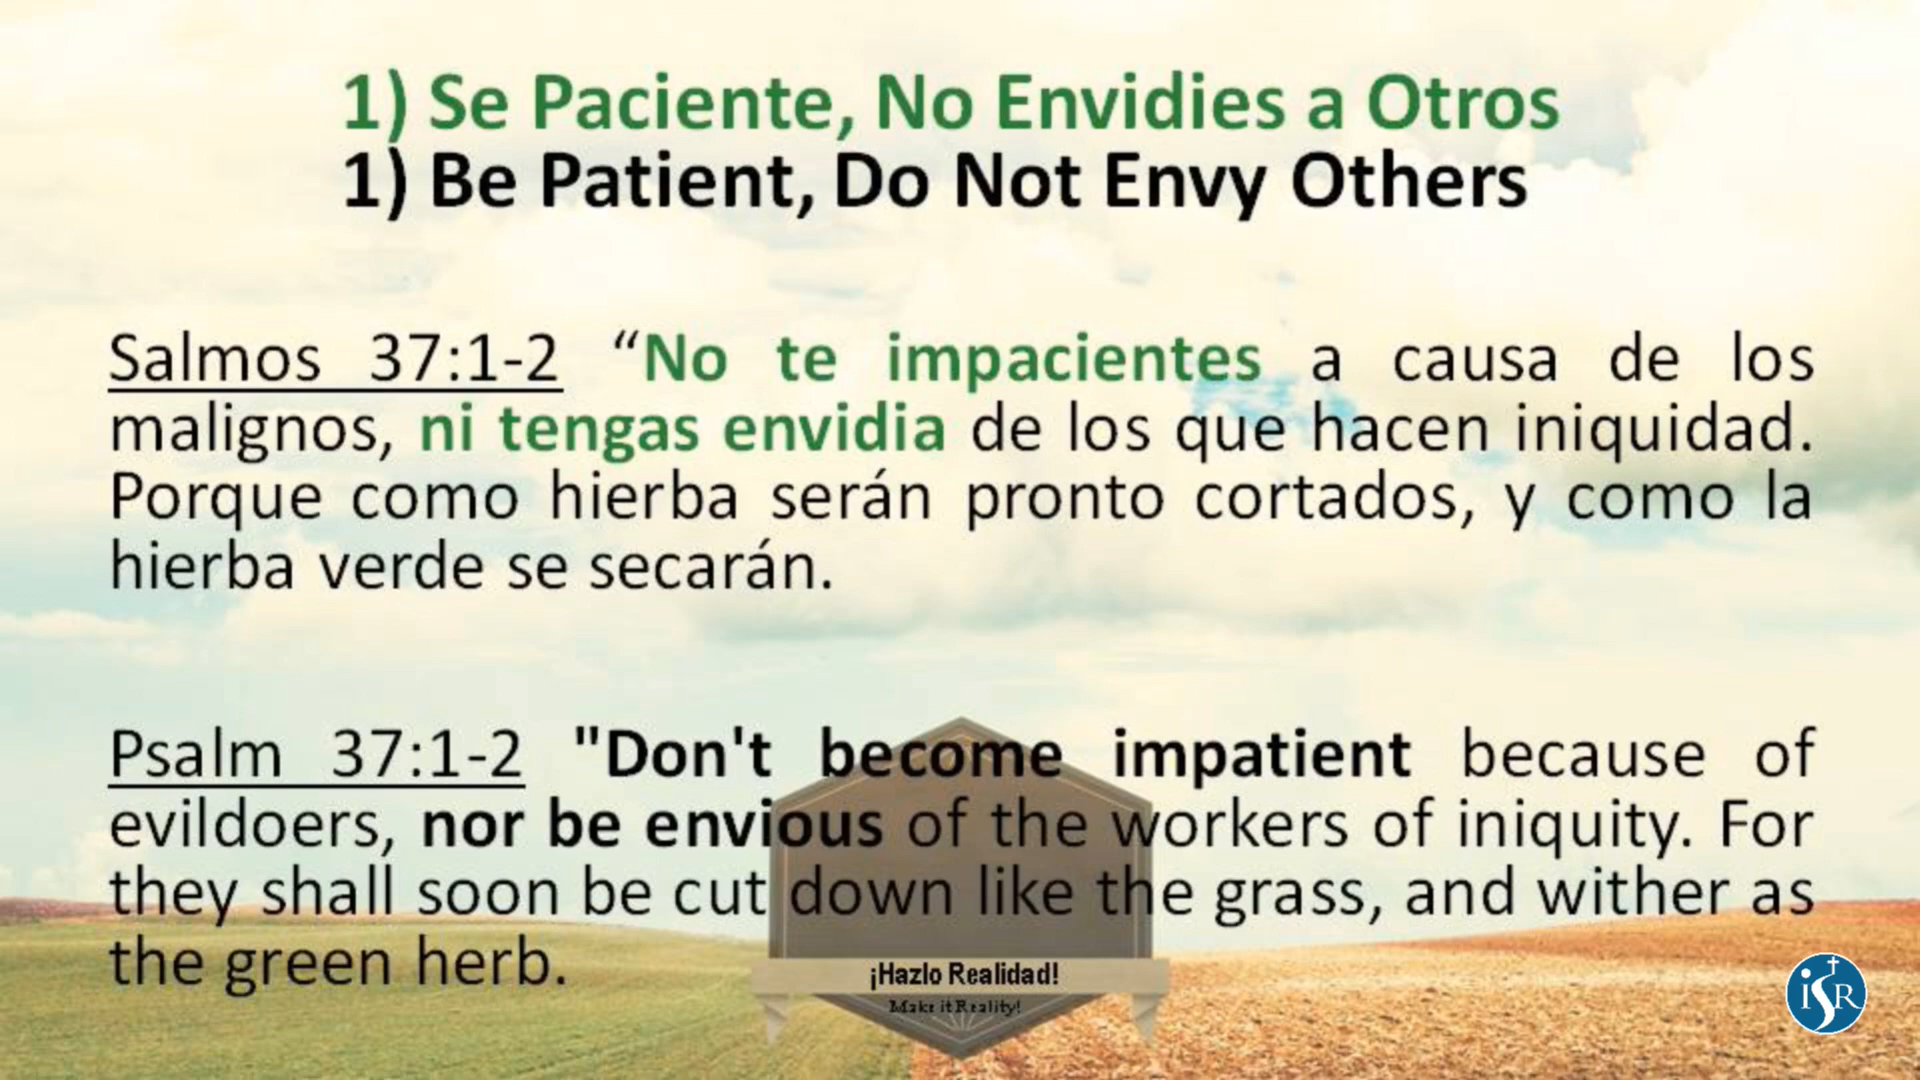 1) Se Paciente, No Envidies a Otros
1) Be Patient, Do Not Envy Others
Salmos 37:1-2 “No te impacientes a causa de los
malignos, ni tengas envidia de los que hacen iniquidad.
Porque como hierba serán pronto cortados, y como la
hierba verde se secarán.
Psalm 37:1-2 "Don't become impatient because of
evildoers, nor be envious of the workers of iniquity. For
they shall soon be cut down like the grass, and wither as
the green herb.
¡Hazlo Realidad!
Make it Reality!
iSR